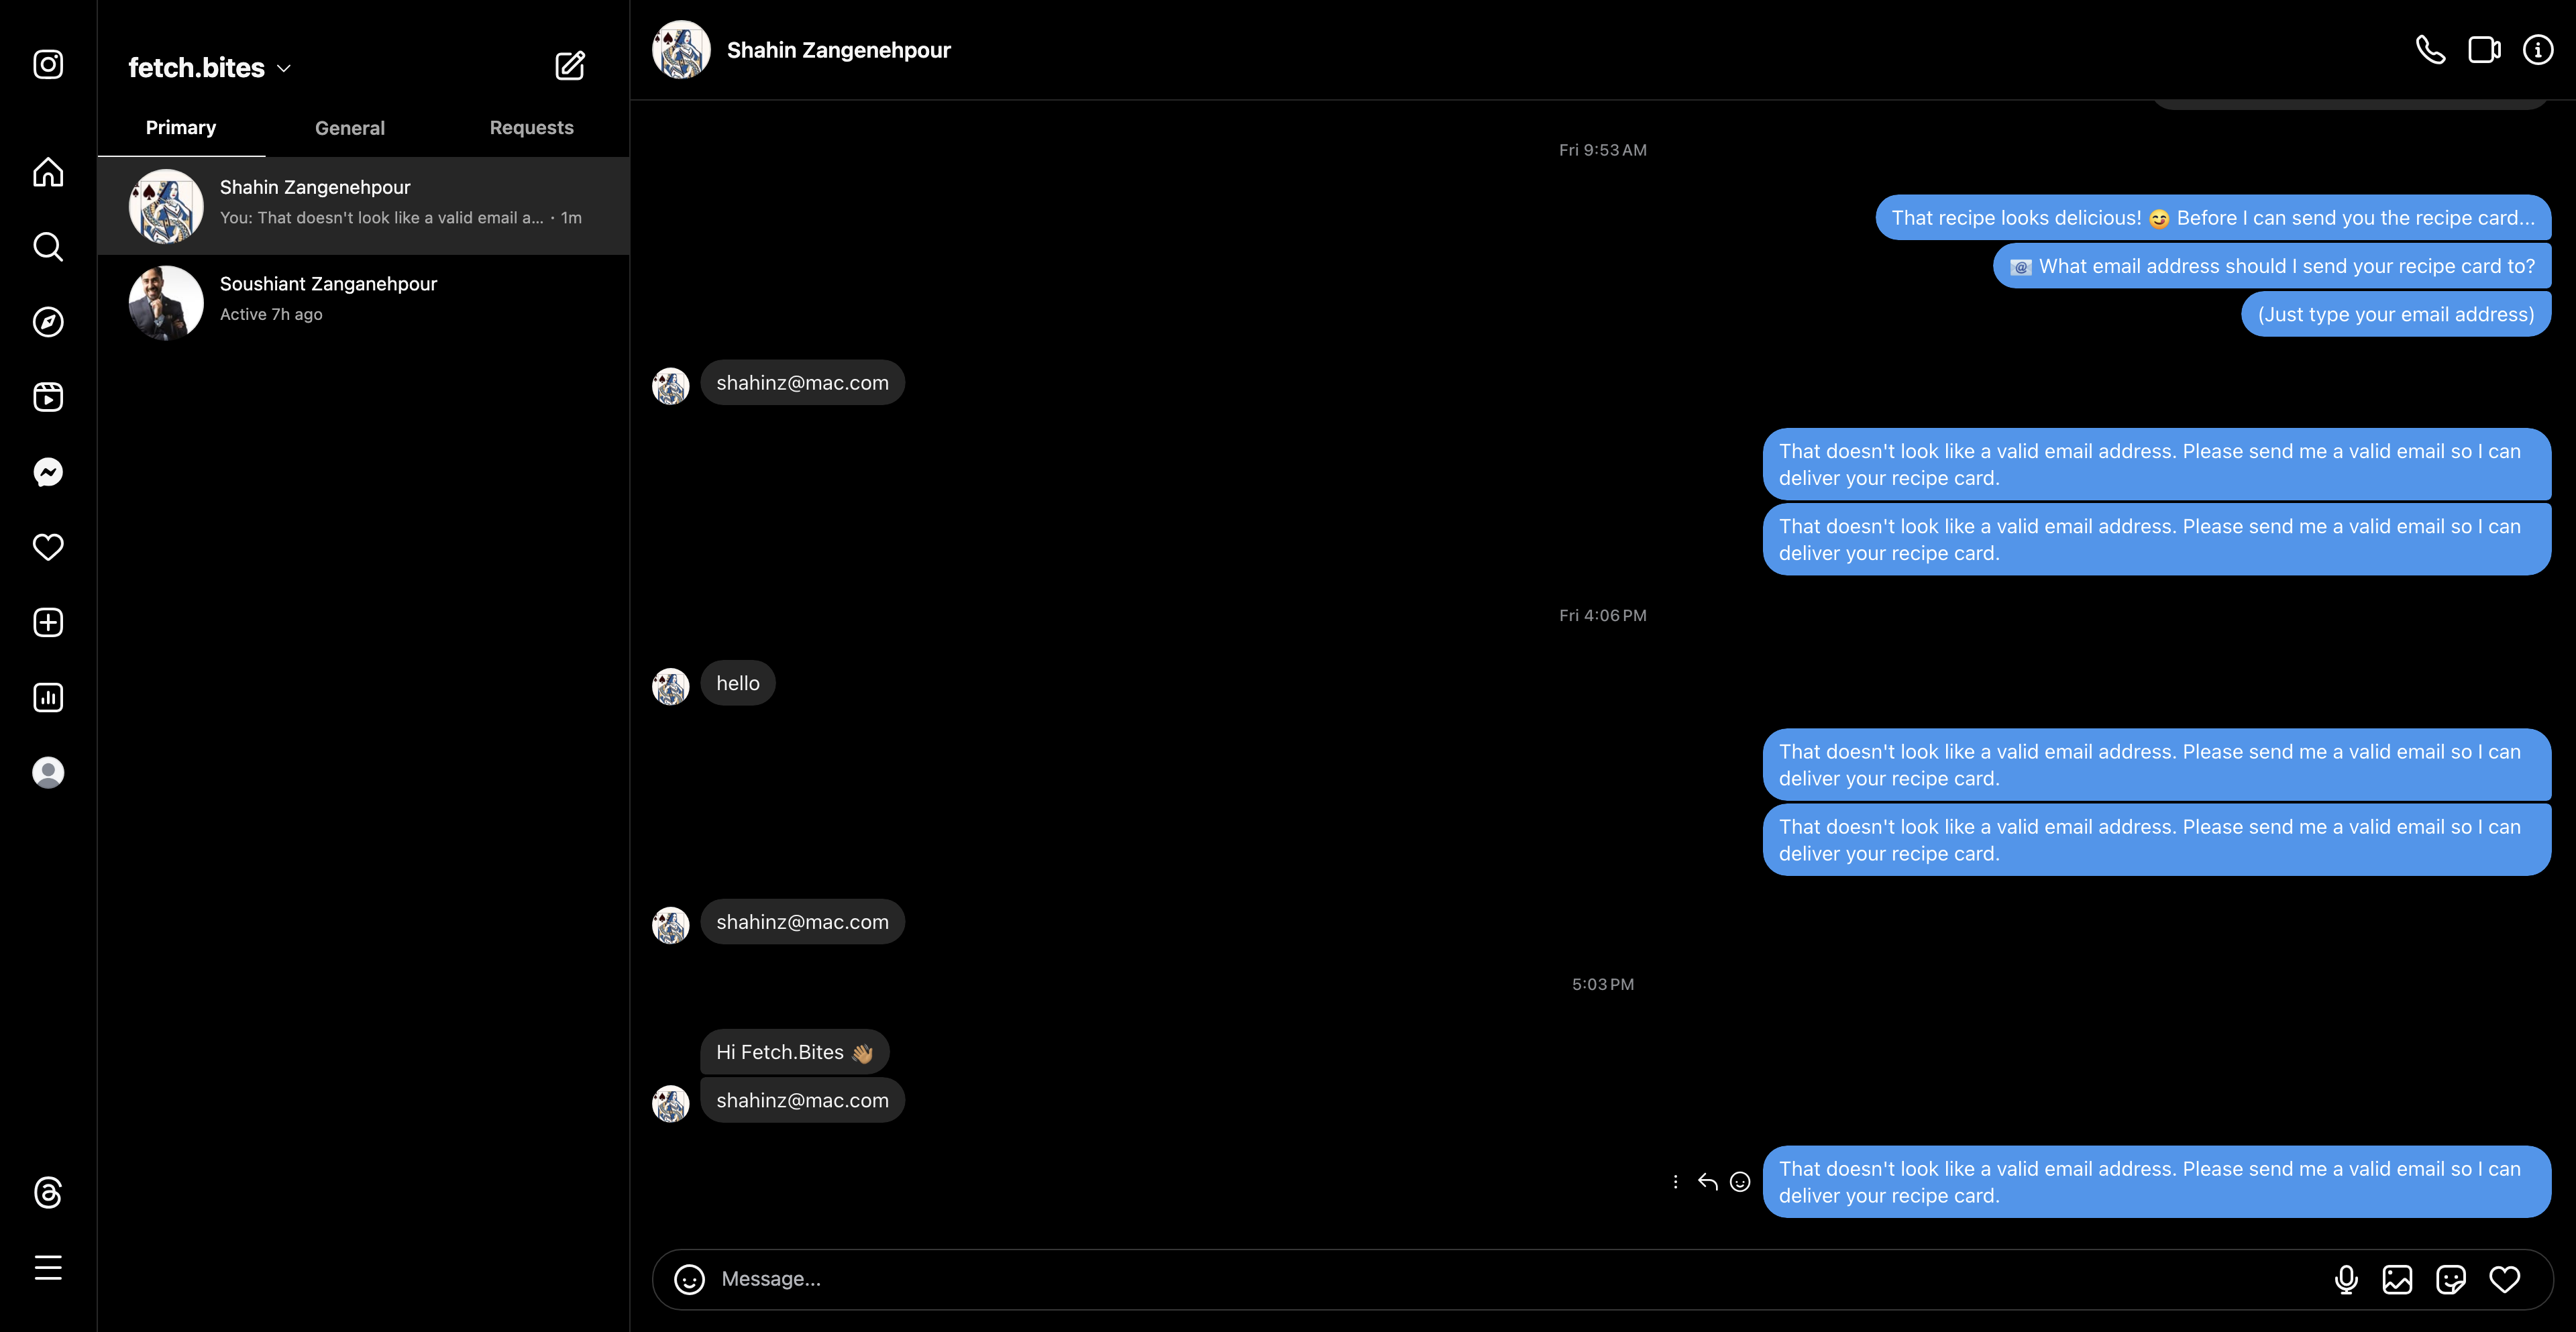 fetch.bites
Primary
General
Requests
Shahin Zangenehpour
You: That doesn't look like a valid email a... · 1m
Soushiant Zanganehpour
Active 7h ago
Shahin Zangenehpour
Fri 9:53 AM
That recipe looks delicious! 😋 Before I can send you the recipe card...
📧 What email address should I send your recipe card to?
(Just type your email address)
shahinz@mac.com
That doesn't look like a valid email address. Please send me a valid email so I can
deliver your recipe card.
That doesn't look like a valid email address. Please send me a valid email so I can
deliver your recipe card.
Fri 4:06 PM
hello
That doesn't look like a valid email address. Please send me a valid email so I can
deliver your recipe card.
That doesn't look like a valid email address. Please send me a valid email so I can
deliver your recipe card.
shahinz@mac.com
5:03 PM
Hi Fetch.Bites 👋🏽
shahinz@mac.com
That doesn't look like a valid email address. Please send me a valid email so I can
deliver your recipe card.
Message...